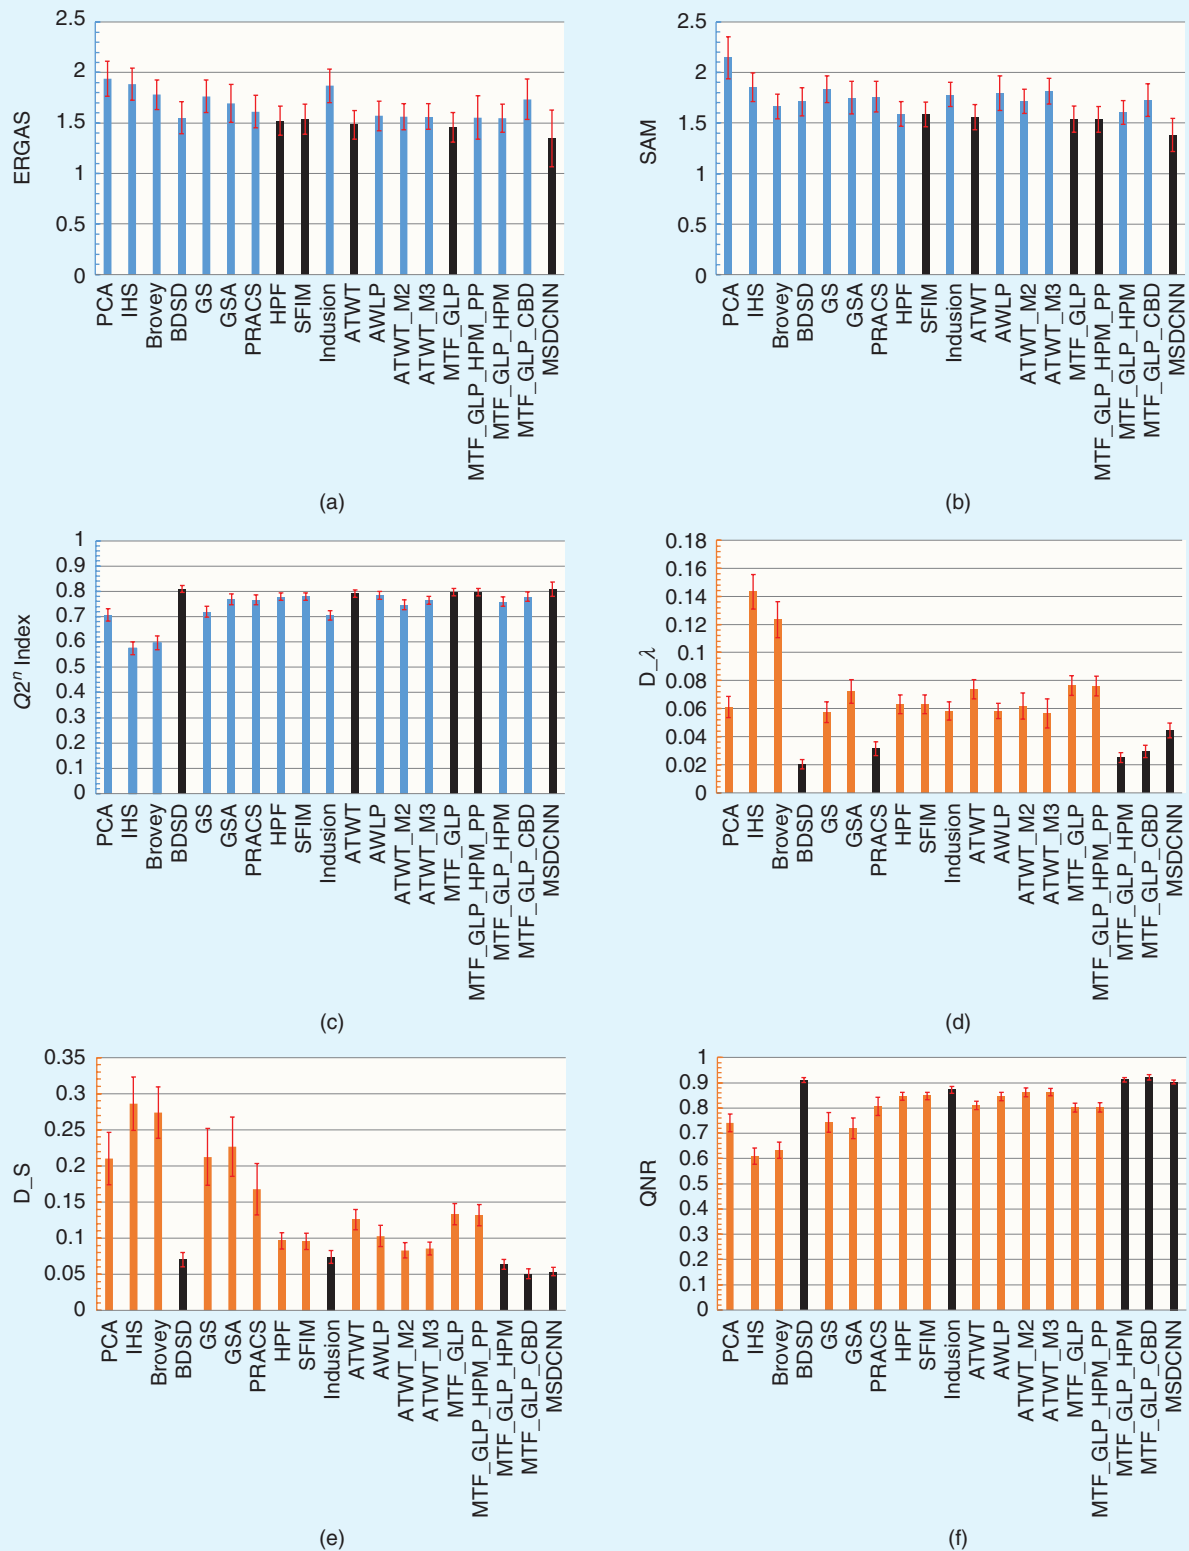 2.5
2
1.5
1
0.5
0
ERGAS
PCA
IHS
Brovey
BDSD
GS
GSA
PRACS
HPF
SFIM
Indusion
ATWT
AWLP
ATWT_M2
ATWT_M3
MTF_GLP
MTF_GLP_HPM_PP
MTF_GLP_HPM
MTF_GLP_CBD
MSDCNN
(a)
2.5
2
1.5
1
0.5
0
SAM
PCA
IHS
Brovey
BDSD
GS
GSA
PRACS
HPF
SFIM
Indusion
ATWT
AWLP
ATWT_M2
ATWT_M3
MTF_GLP
MTF_GLP_HPM_PP
MTF_GLP_HPM
MTF_GLP_CBD
MSDCNN
(b)
1
0.9
0.8
0.7
0.6
0.5
0.4
0.3
0.2
0.1
0
Q2ⁿ Index
PCA
IHS
Brovey
BDSD
GS
GSA
PRACS
HPF
SFIM
Indusion
ATWT
AWLP
ATWT_M2
ATWT_M3
MTF_GLP
MTF_GLP_HPM_PP
MTF_GLP_HPM
MTF_GLP_CBD
MSDCNN
(c)
0.18
0.16
0.14
0.12
0.1
0.08
0.06
0.04
0.02
0
D_λ
PCA
IHS
Brovey
BDSD
GS
GSA
PRACS
HPF
SFIM
Indusion
ATWT
AWLP
ATWT_M2
ATWT_M3
MTF_GLP
MTF_GLP_HPM_PP
MTF_GLP_HPM
MTF_GLP_CBD
MSDCNN
(d)
0.35
0.3
0.25
0.2
0.15
0.1
0.05
0
D_S
PCA
IHS
Brovey
BDSD
GS
GSA
PRACS
HPF
SFIM
Indusion
ATWT
AWLP
ATWT_M2
ATWT_M3
MTF_GLP
MTF_GLP_HPM_PP
MTF_GLP_HPM
MTF_GLP_CBD
MSDCNN
(e)
1
0.9
0.8
0.7
0.6
0.5
0.4
0.3
0.2
0.1
0
QNR
PCA
IHS
Brovey
BDSD
GS
GSA
PRACS
HPF
SFIM
Indusion
ATWT
AWLP
ATWT_M2
ATWT_M3
MTF_GLP
MTF_GLP_HPM_PP
MTF_GLP_HPM
MTF_GLP_CBD
MSDCNN
(f)